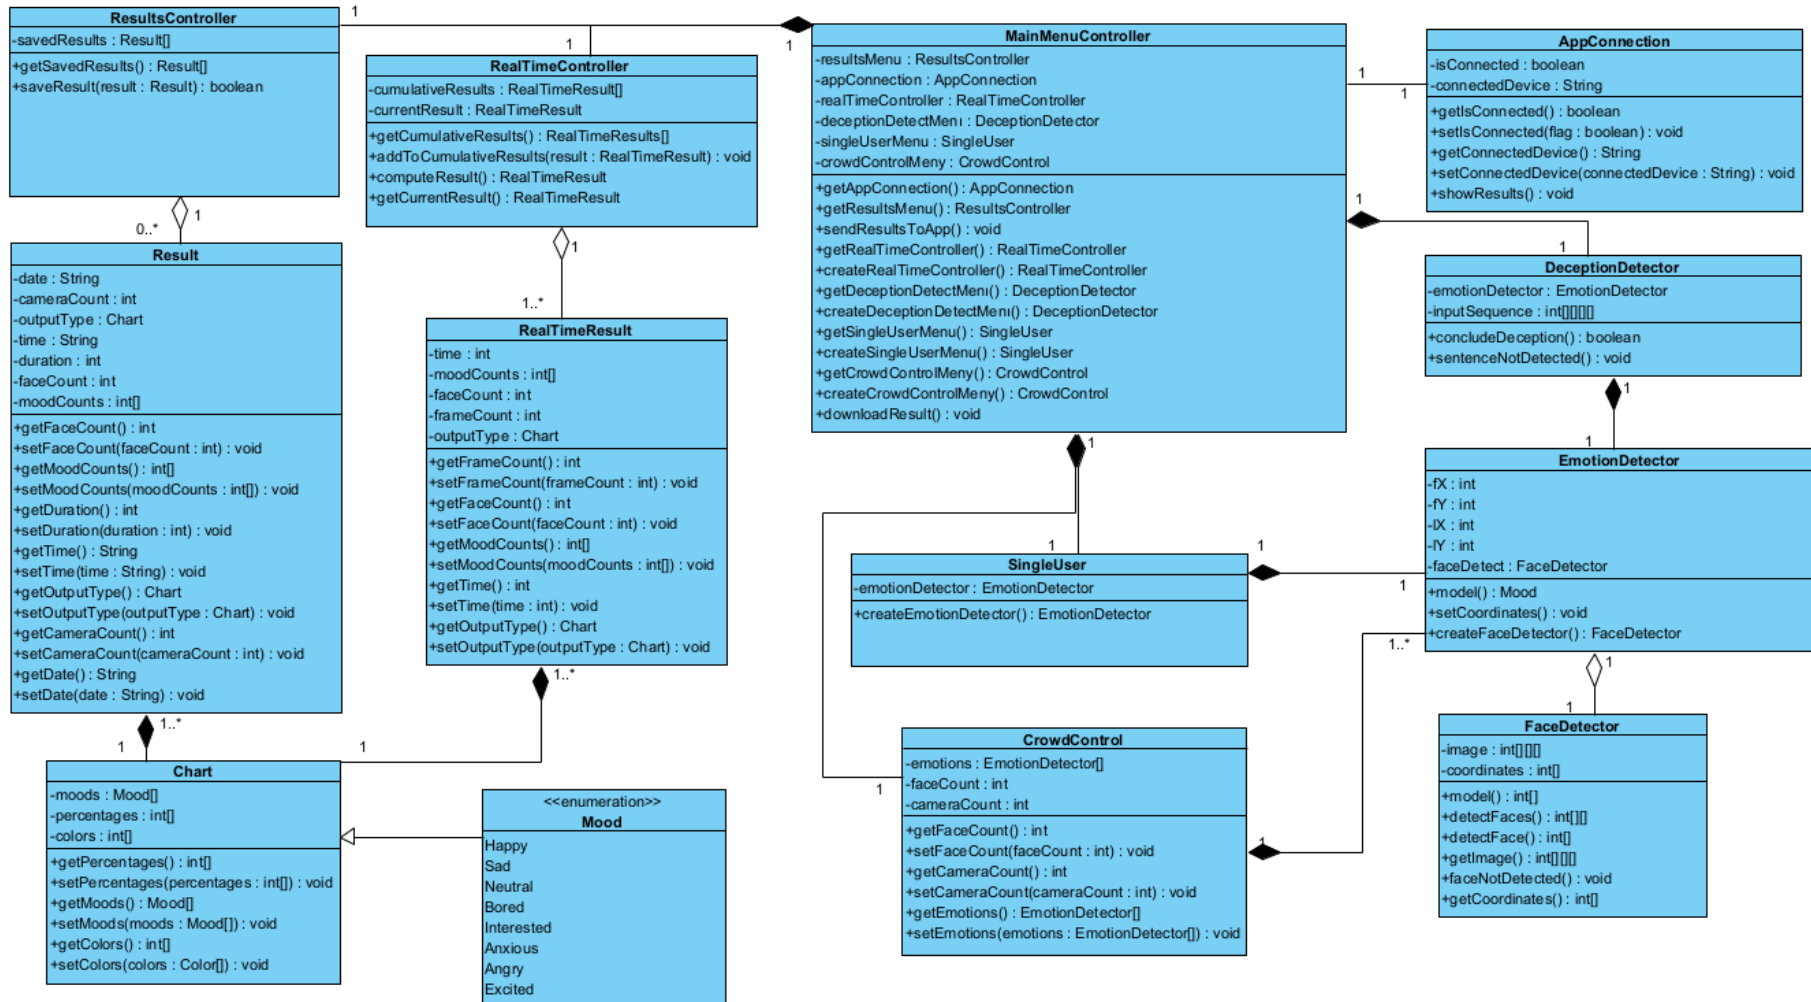 ResultsController
-savedResults : Result[]
+getSavedResults() : Result[]
+saveResult(result : Result) : boolean
1
1
RealTimeController
-cumulativeResults : RealTimeResult[]
-currentResult : RealTimeResult
+getCumulativeResults() : RealTimeResults[]
+addToCumulativeResults(result : RealTimeResult) : void
+computeResult() : RealTimeResult
+getCurrentResult() : RealTimeResult
1
MainMenuController
-resultsMenu : ResultsController
-appConnection : AppConnection
-realTimeController : RealTimeController
-deceptionDetectMenu : DeceptionDetector
-singleUserMenu : SingleUser
-crowdControlMeny : CrowdControl
+getAppConnection() : AppConnection
+getResultsMenu() : ResultsController
+sendResultsToApp() : void
+getRealTimeController() : RealTimeController
+createRealTimeController() : RealTimeController
+getDeceptionDetectMenu() : DeceptionDetector
+createDeceptionDetectMenu() : DeceptionDetector
+getSingleUserMenu() : SingleUser
+createSingleUserMenu() : SingleUser
+getCrowdControlMeny() : CrowdControl
+createCrowdControlMeny() : CrowdControl
+downloadResult() : void
1
1
AppConnection
-isConnected : boolean
-connectedDevice : String
+getIsConnected() : boolean
+setIsConnected(flag : boolean) : void
+getConnectedDevice() : String
+setConnectedDevice(connectedDevice : String) : void
+showResults() : void
1
1
DeceptionDetector
-emotionDetector : EmotionDetector
-inputSequence : int[][][][]
+concludeDeception() : boolean
+sentenceNotDetected() : void
1
1
EmotionDetector
-fX : int
-fY : int
-lX : int
-lY : int
-faceDetect : FaceDetector
+model() : Mood
+setCoordinates() : void
+createFaceDetector() : FaceDetector
1
1
FaceDetector
-image : int[][][]
-coordinates : int[]
+model() : int[]
+detectFaces() : int[][]
+detectFace() : int[]
+getImage() : int[][][]
+faceNotDetected() : void
+getCoordinates() : int[]
1
0..*
Result
-date : String
-cameraCount : int
-outputType : Chart
-time : String
-duration : int
-faceCount : int
-moodCounts : int[]
+getFaceCount() : int
+setFaceCount(faceCount : int) : void
+getMoodCounts() : int[]
+setMoodCounts(moodCounts : int[]) : void
+getDuration() : int
+setDuration(duration : int) : void
+getTime() : String
+setTime(time : String) : void
+getOutputType() : Chart
+setOutputType(outputType : Chart) : void
+getCameraCount() : int
+setCameraCount(cameraCount : int) : void
+getDate() : String
+setDate(date : String) : void
1..*
1
1
1..*
RealTimeResult
-time : int
-moodCounts : int[]
-faceCount : int
-frameCount : int
-outputType : Chart
+getFrameCount() : int
+setFrameCount(frameCount : int) : void
+getFaceCount() : int
+setFaceCount(faceCount : int) : void
+getMoodCounts() : int[]
+setMoodCounts(moodCounts : int[]) : void
+getTime() : int
+setTime(time : int) : void
+getOutputType() : Chart
+setOutputType(outputType : Chart) : void
1..*
1
Chart
-moods : Mood[]
-percentages : int[]
-colors : int[]
+getPercentages() : int[]
+setPercentages(percentages : int[]) : void
+getMoods() : Mood[]
+setMoods(moods : Mood[]) : void
+getColors() : int[]
+setColors(colors : Color[]) : void
<<enumeration>>
Mood
Happy
Sad
Neutral
Bored
Interested
Anxious
Angry
Excited
1
1
SingleUser
-emotionDetector : EmotionDetector
+createEmotionDetector() : EmotionDetector
1
1
1
CrowdControl
-emotions : EmotionDetector[]
-faceCount : int
-cameraCount : int
+getFaceCount() : int
+setFaceCount(faceCount : int) : void
+getCameraCount() : int
+setCameraCount(cameraCount : int) : void
+getEmotions() : EmotionDetector[]
+setEmotions(emotions : EmotionDetector[]) : void
1
1..*